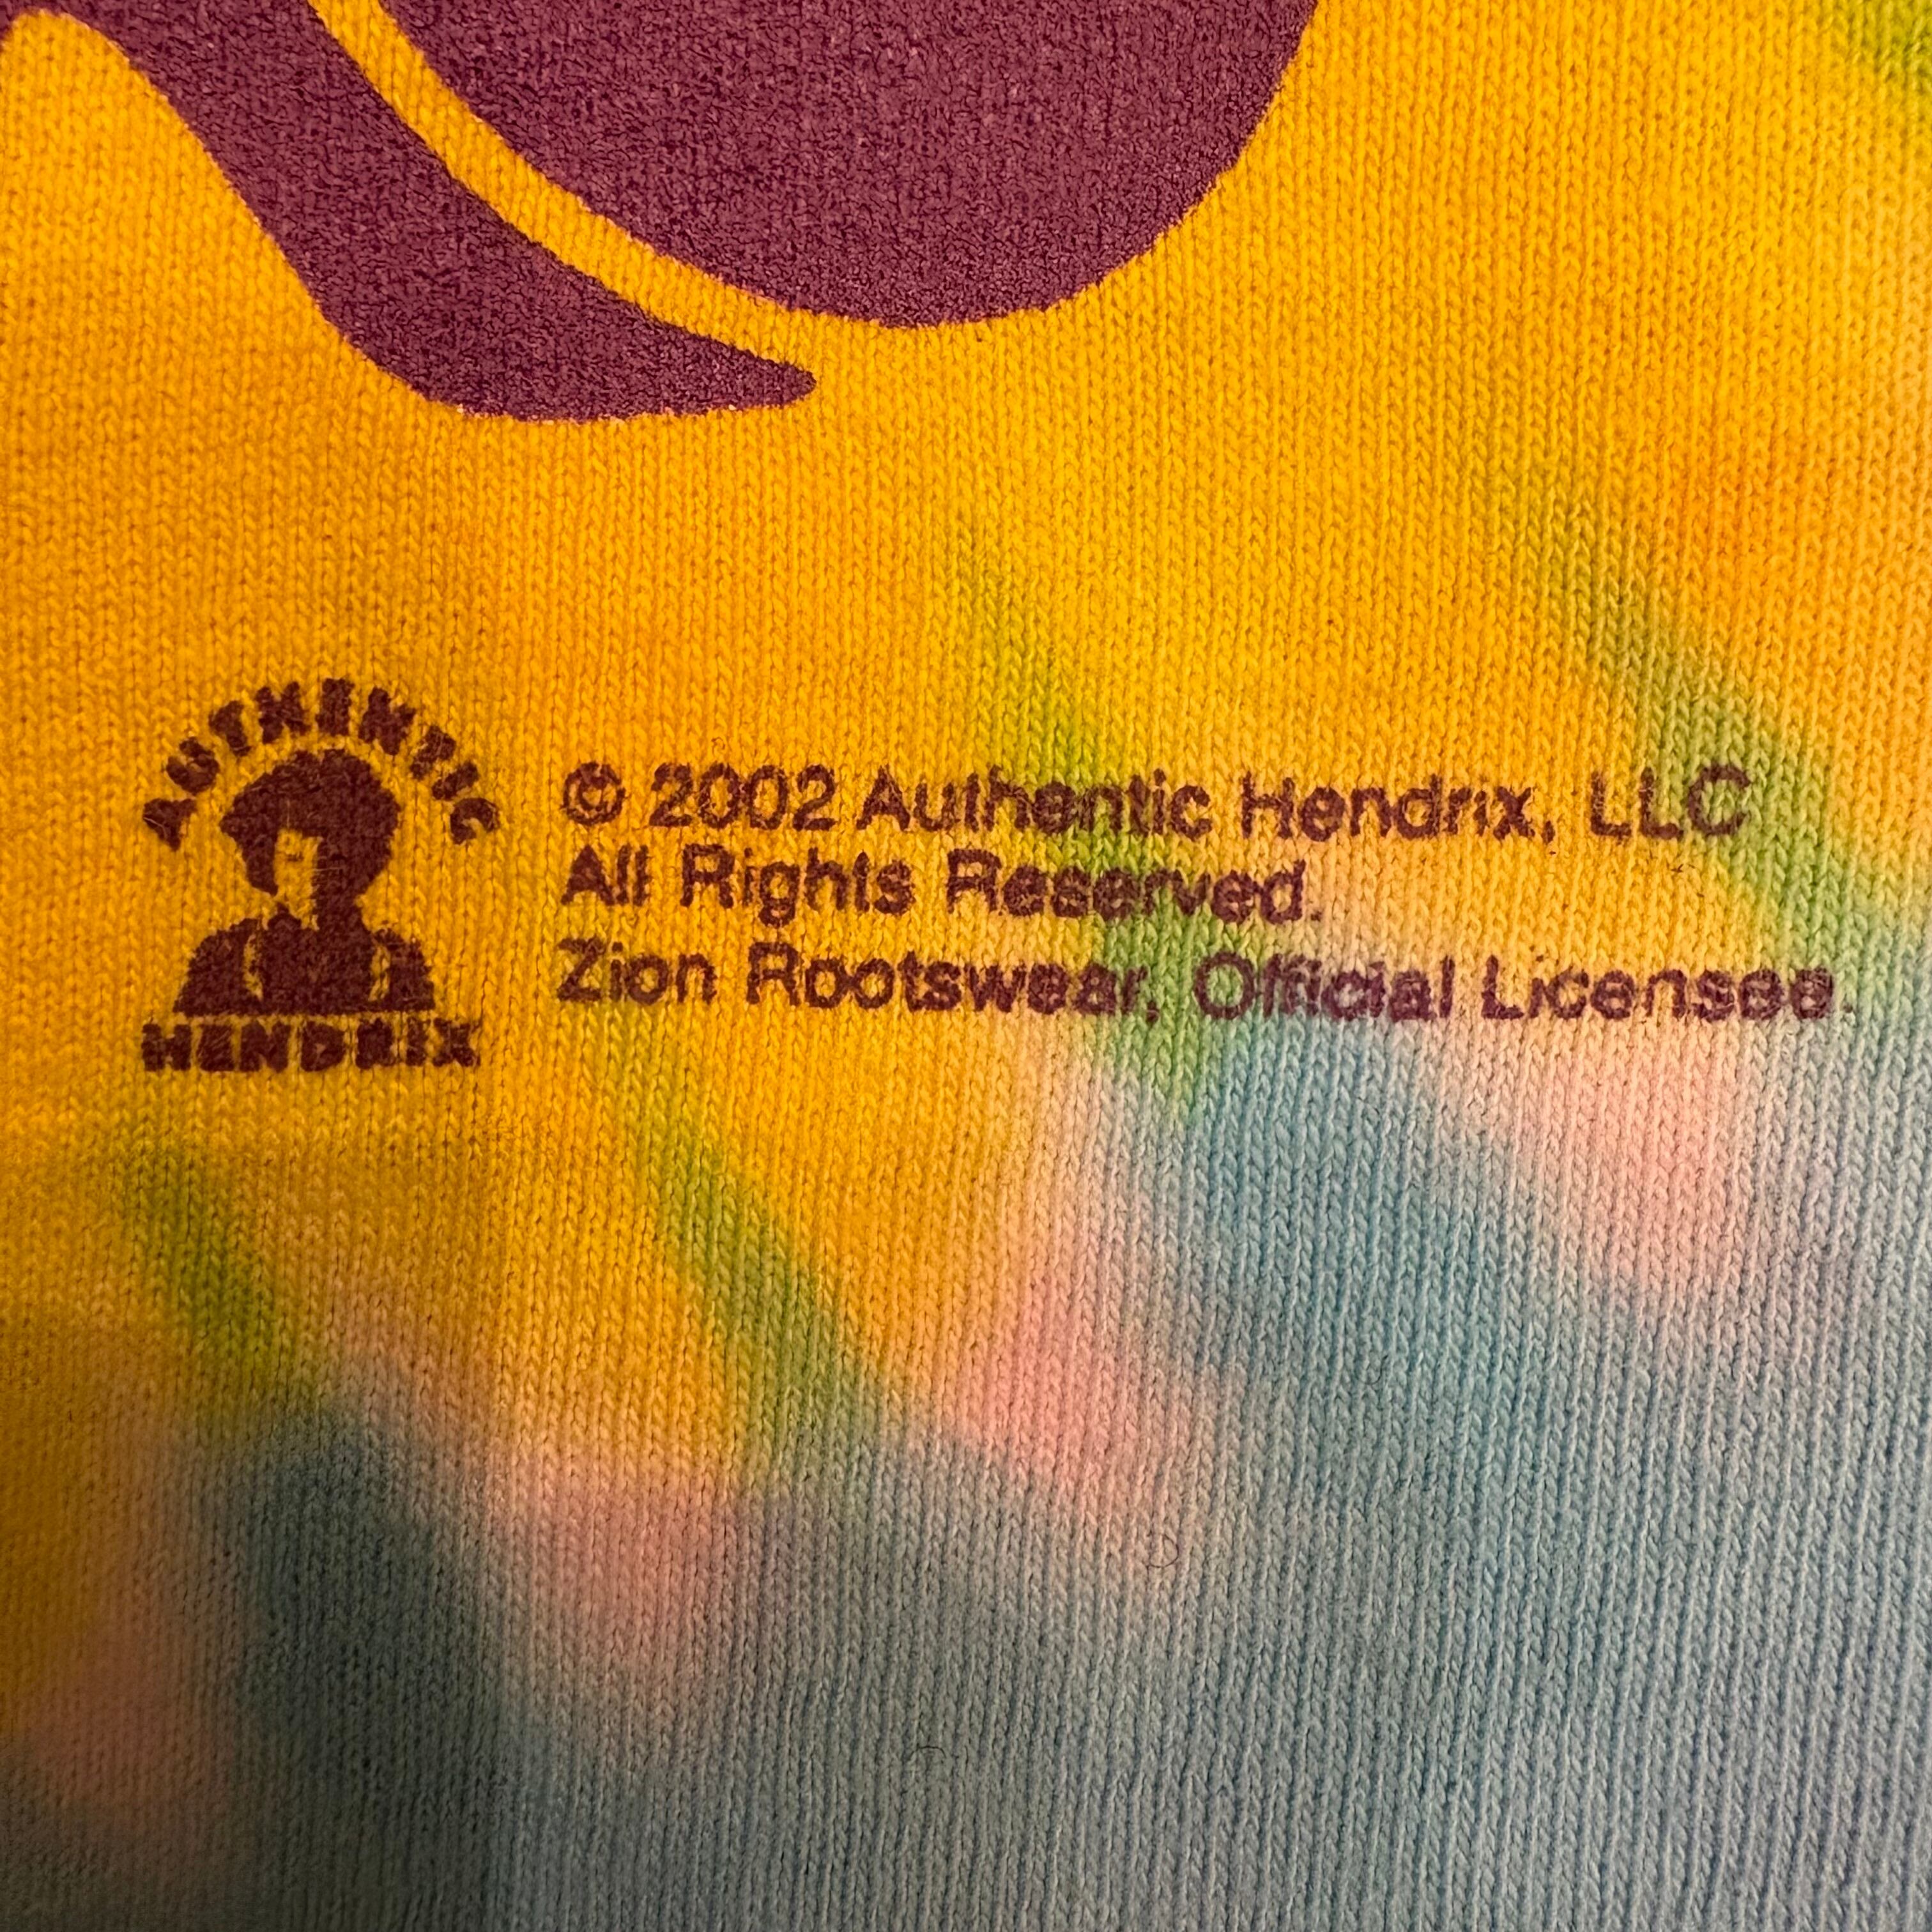 AUTHENTIC
HENDRIX
© 2002 Authentic Hendrix, LLC
All Rights Reserved.
Zion Rootswear, Official Licensee.